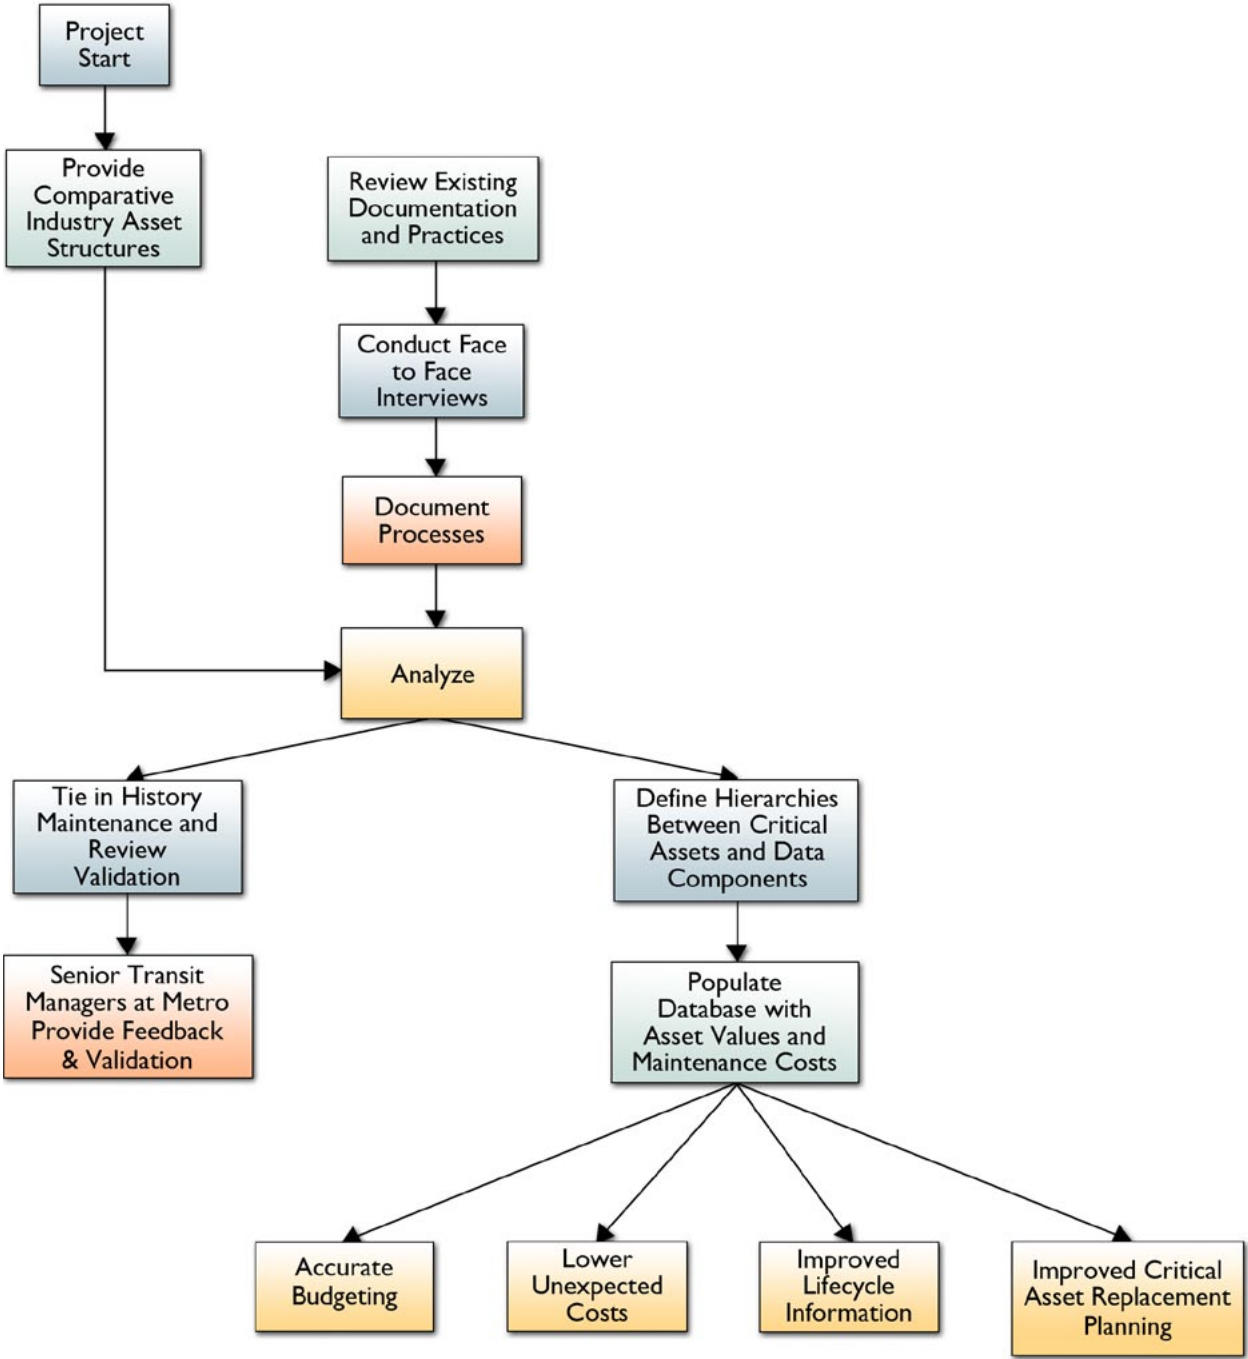 Project
Start
Provide
Comparative
Industry Asset
Structures
Review Existing
Documentation
and Practices
Conduct Face
to Face
Interviews
Document
Processes
Analyze
Tie in History
Maintenance and
Review
Validation
Define Hierarchies
Between Critical
Assets and Data
Components
Senior Transit
Managers at Metro
Provide Feedback
& Validation
Populate
Database with
Asset Values and
Maintenance Costs
Accurate
Budgeting
Lower
Unexpected
Costs
Improved
Lifecycle
Information
Improved Critical
Asset Replacement
Planning